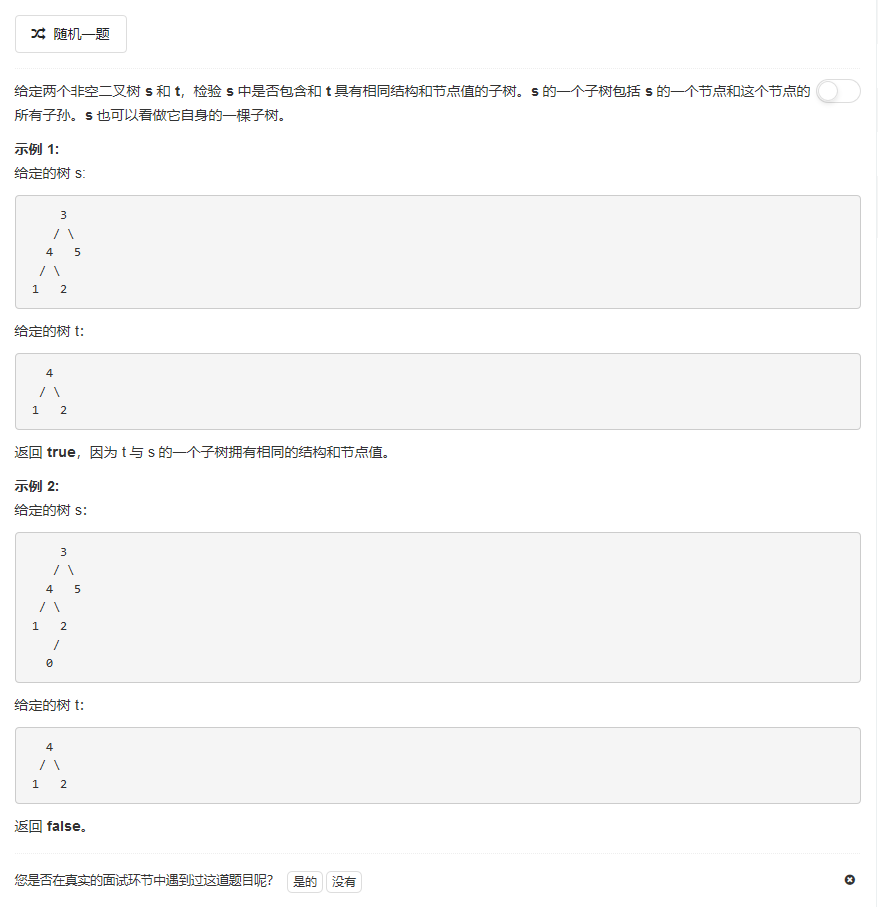 随机一题
给定两个非空二叉树 s 和 t，检验 s 中是否包含和 t 具有相同结构和节点值的子树。s 的一个子树包括 s 的一个节点和这个节点的
所有子孙。s 也可以看做它自身的一棵子树。
示例 1:
给定的树 s:
3
/ \
4 5
/ \
1 2
给定的树 t:
4
/ \
1 2
返回 true，因为 t 与 s 的一个子树拥有相同的结构和节点值。
示例 2:
给定的树 s:
3
/ \
4 5
/ \
1 2
/
0
给定的树 t:
4
/ \
1 2
返回 false。
您是否在真实的面试环节中遇到过这道题目呢? 是的 没有